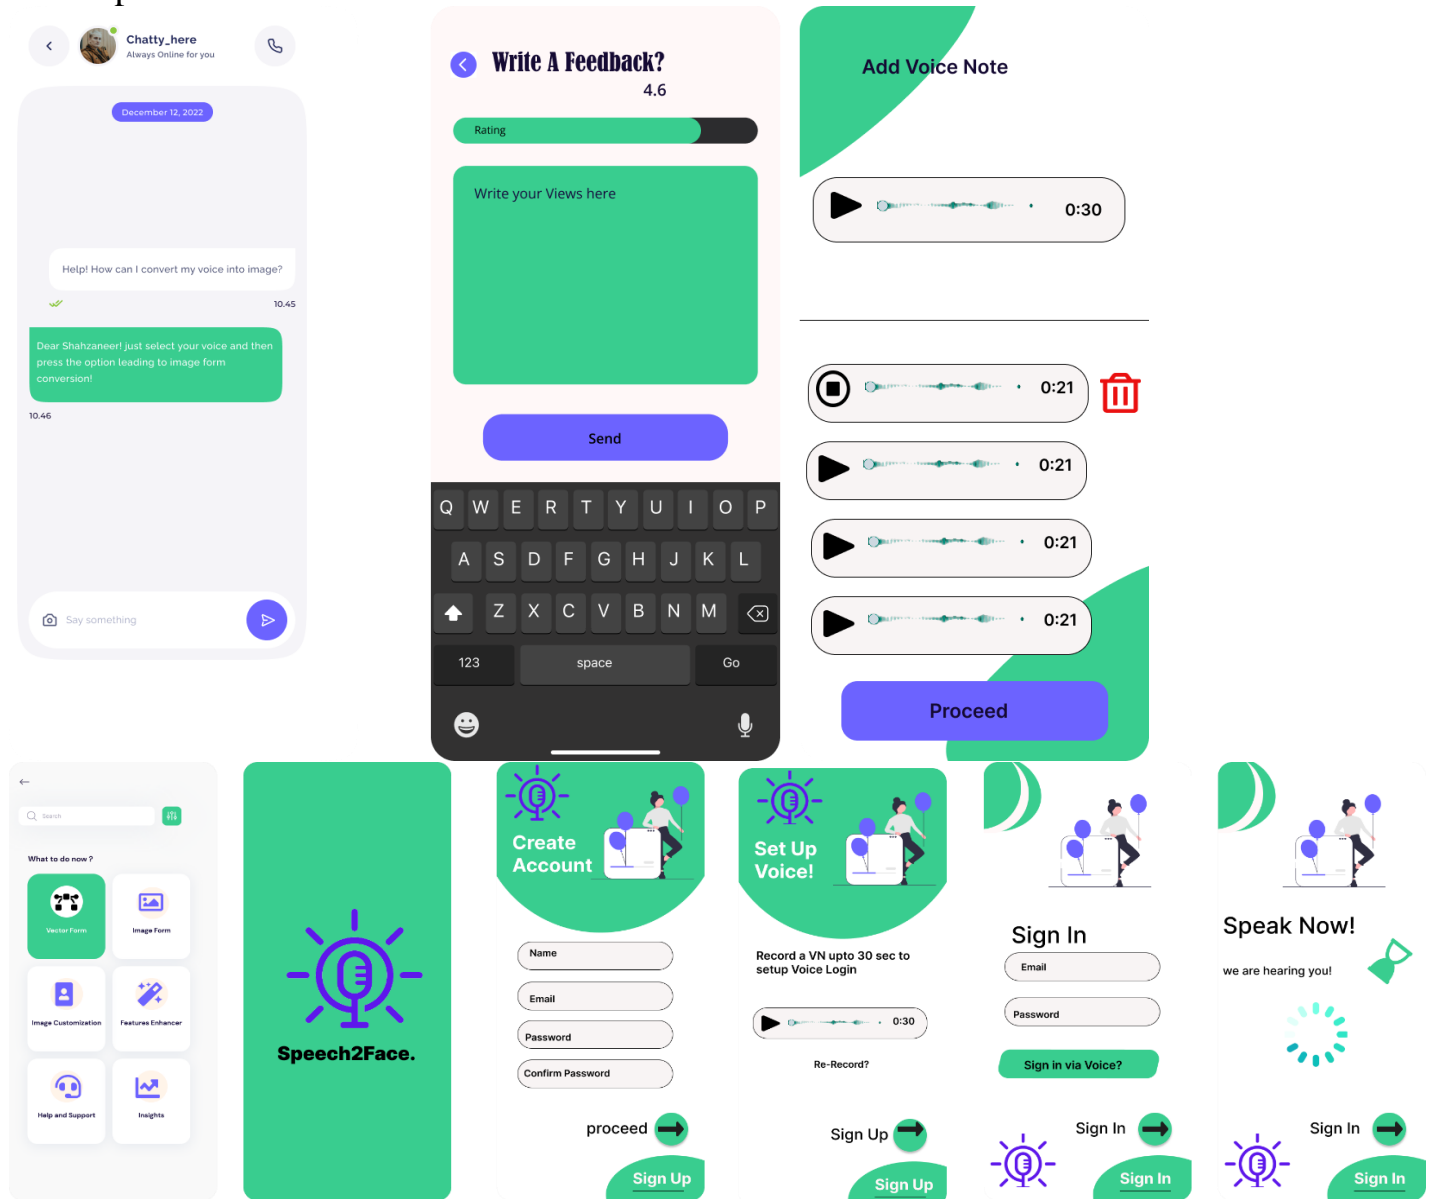 Chatty_here
Always Online for you
December 12, 2022
Help! How can I convert my voice into image?
10.45
Dear Shahzaneer! just select your voice and then
press the option leading to image form
conversion!
10.46
Say something
Write A Feedback?
4.6
Rating
Write your Views here
Send
Q W E R T Y U I O P
A S D F G H J K L
Z X C V B N M
123 space Go
Add Voice Note
0:30
0:21
0:21
0:21
0:21
Proceed
Search
What to do now ?
Vector Form
Image Form
Image Customization
Features Enhancer
Help and Support
Insights
Speech2Face.
Create
Account
Name
Email
Password
Confirm Password
proceed
Sign Up
Set Up
Voice!
Record a VN upto 30 sec to
setup Voice Login
0:30
Re-Record?
Sign Up
Sign Up
Sign In
Email
Password
Sign in via Voice?
Sign In
Sign In
Speak Now!
we are hearing you!
Sign In
Sign In